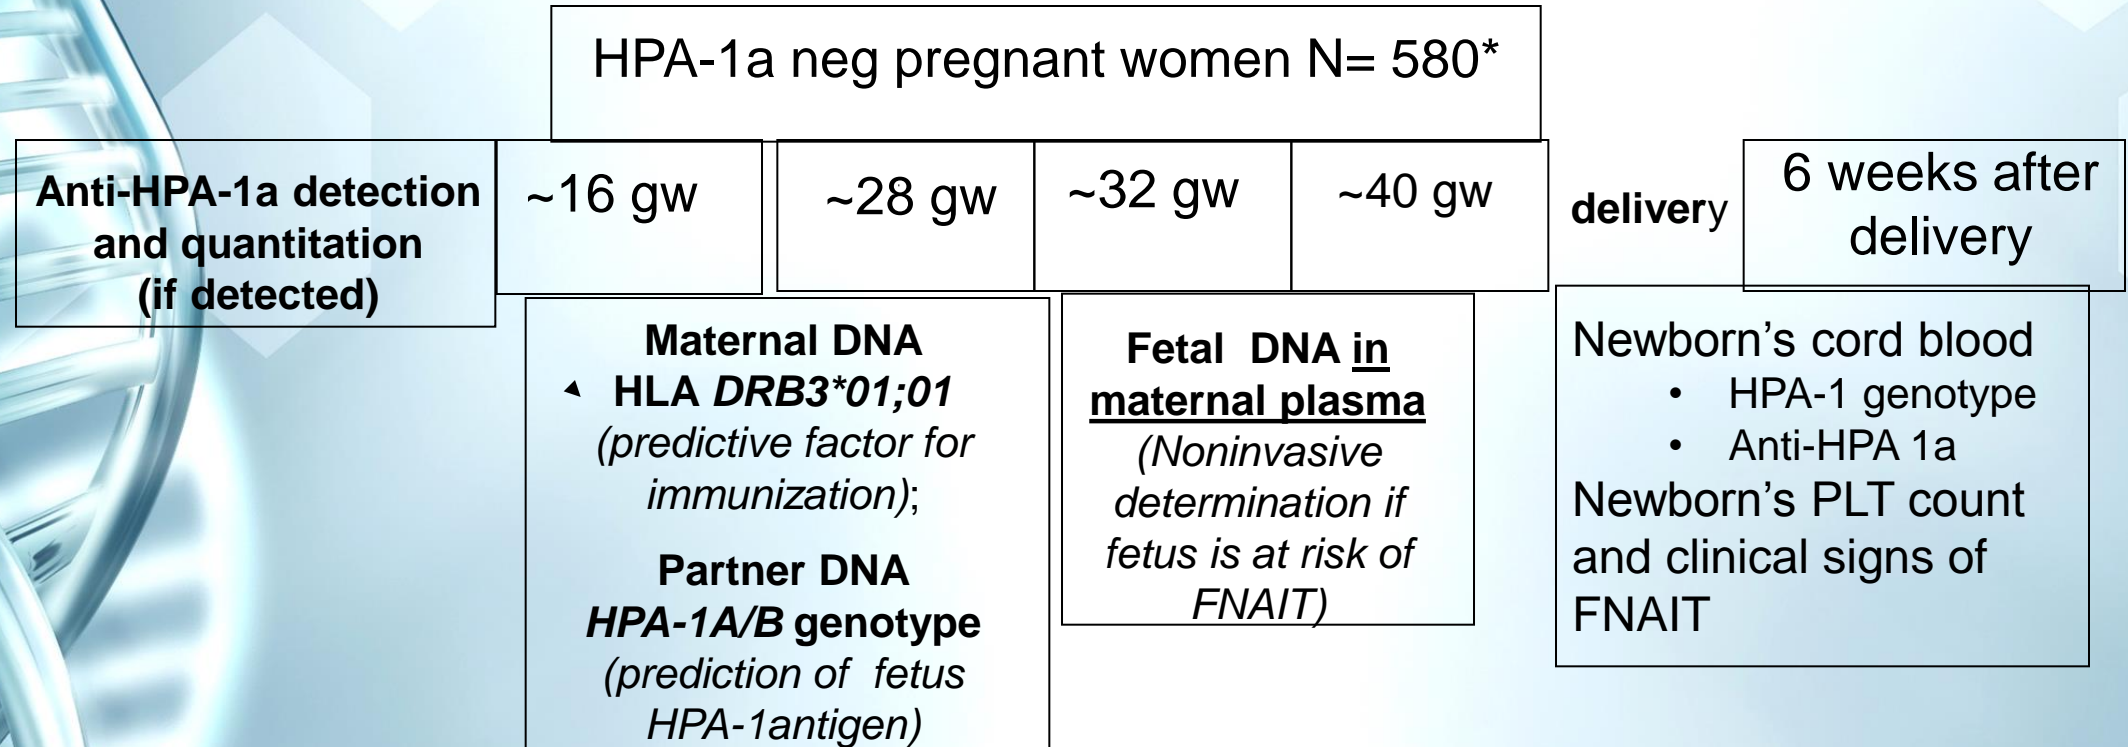 HPA-1a neg pregnant women N= 580*
Anti-HPA-1a detection
and quantitation
(if detected)
~16 gw
~28 gw
~32 gw
~40 gw
delivery
6 weeks after
delivery
Maternal DNA
HLA DRB3*01;01
(predictive factor for
immunization);
Partner DNA
HPA-1A/B genotype
(prediction of fetus
HPA-1antigen)
Fetal DNA in
maternal plasma
(Noninvasive
determination if
fetus is at risk of
FNAIT)
Newborn's cord blood
• HPA-1 genotype
• Anti-HPA 1a
Newborn's PLT count
and clinical signs of
FNAIT